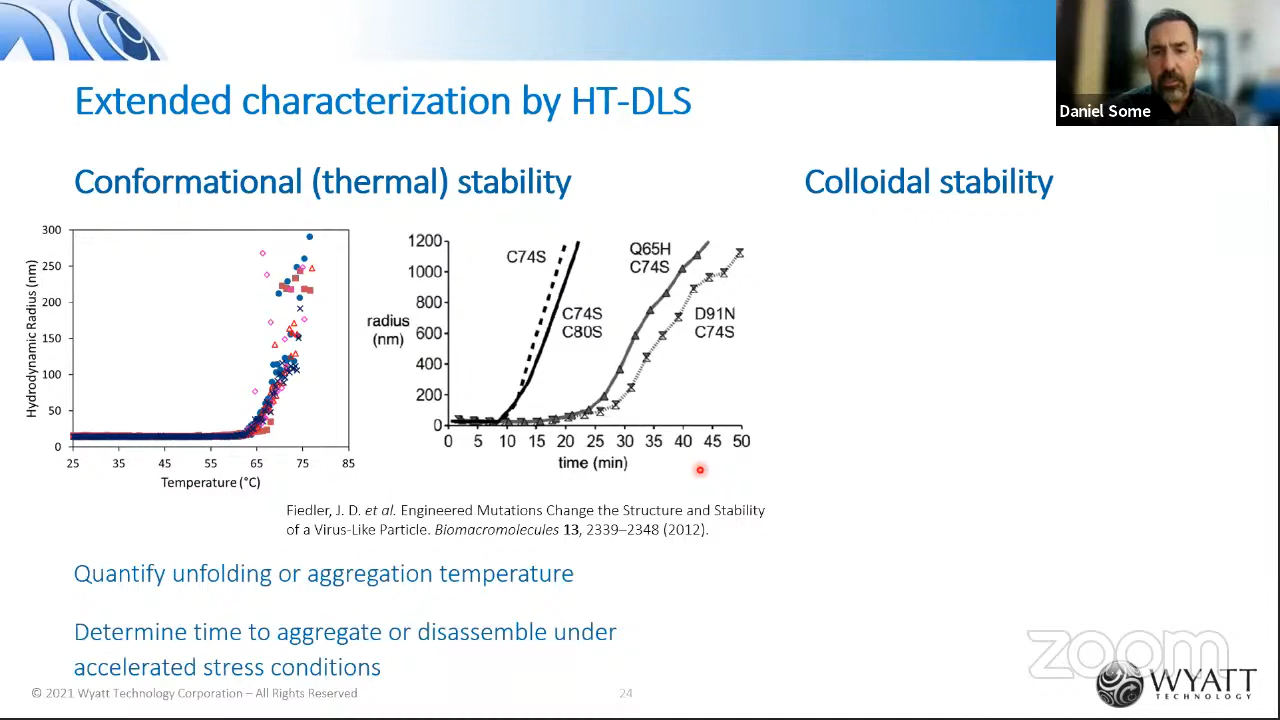 Daniel Some
Extended characterization by HT-DLS
Conformational (thermal) stability
Colloidal stability
Hydrodynamic Radius (nm)
300
250
200
150
100
50
0
25 35 45 55 65 75 85
Temperature (°C)
radius
(nm)
1200
1000
800
600
400
200
0
C74S
C74S
C80S
Q65H
C74S
D91N
C74S
0 5 10 15 20 25 30 35 40 45 50
time (min)
Fiedler, J. D. et al. Engineered Mutations Change the Structure and Stability
of a Virus-Like Particle. Biomacromolecules 13, 2339–2348 (2012).
Quantify unfolding or aggregation temperature
Determine time to aggregate or disassemble under
accelerated stress conditions
zoom
WYATT
TECHNOLOGY
© 2021 Wyatt Technology Corporation – All Rights Reserved
24